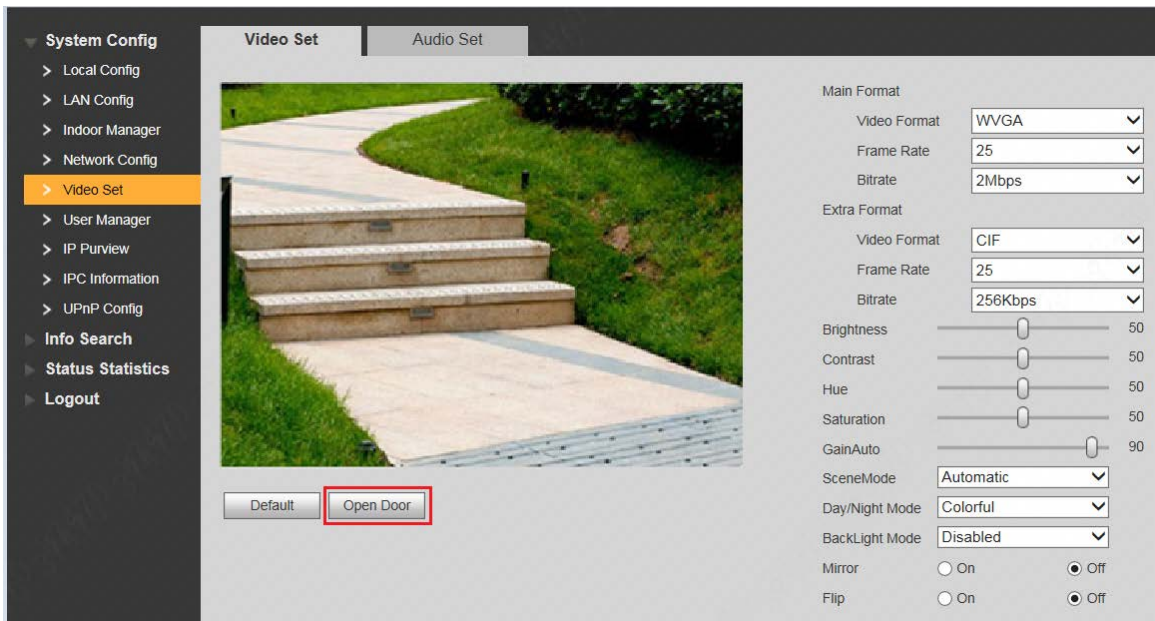 System Config
Local Config
LAN Config
Indoor Manager
Network Config
Video Set
User Manager
IP Purview
IPC Information
UPnP Config
Info Search
Status Statistics
Logout
Video Set Audio Set
Default Open Door
Main Format
Video Format WVGA
Frame Rate 25
Bitrate 2Mbps
Extra Format
Video Format CIF
Frame Rate 25
Bitrate 256Kbps
Brightness 50
Contrast 50
Hue 50
Saturation 50
GainAuto 90
SceneMode Automatic
Day/Night Mode Colorful
BackLight Mode Disabled
Mirror On Off
Flip On Off